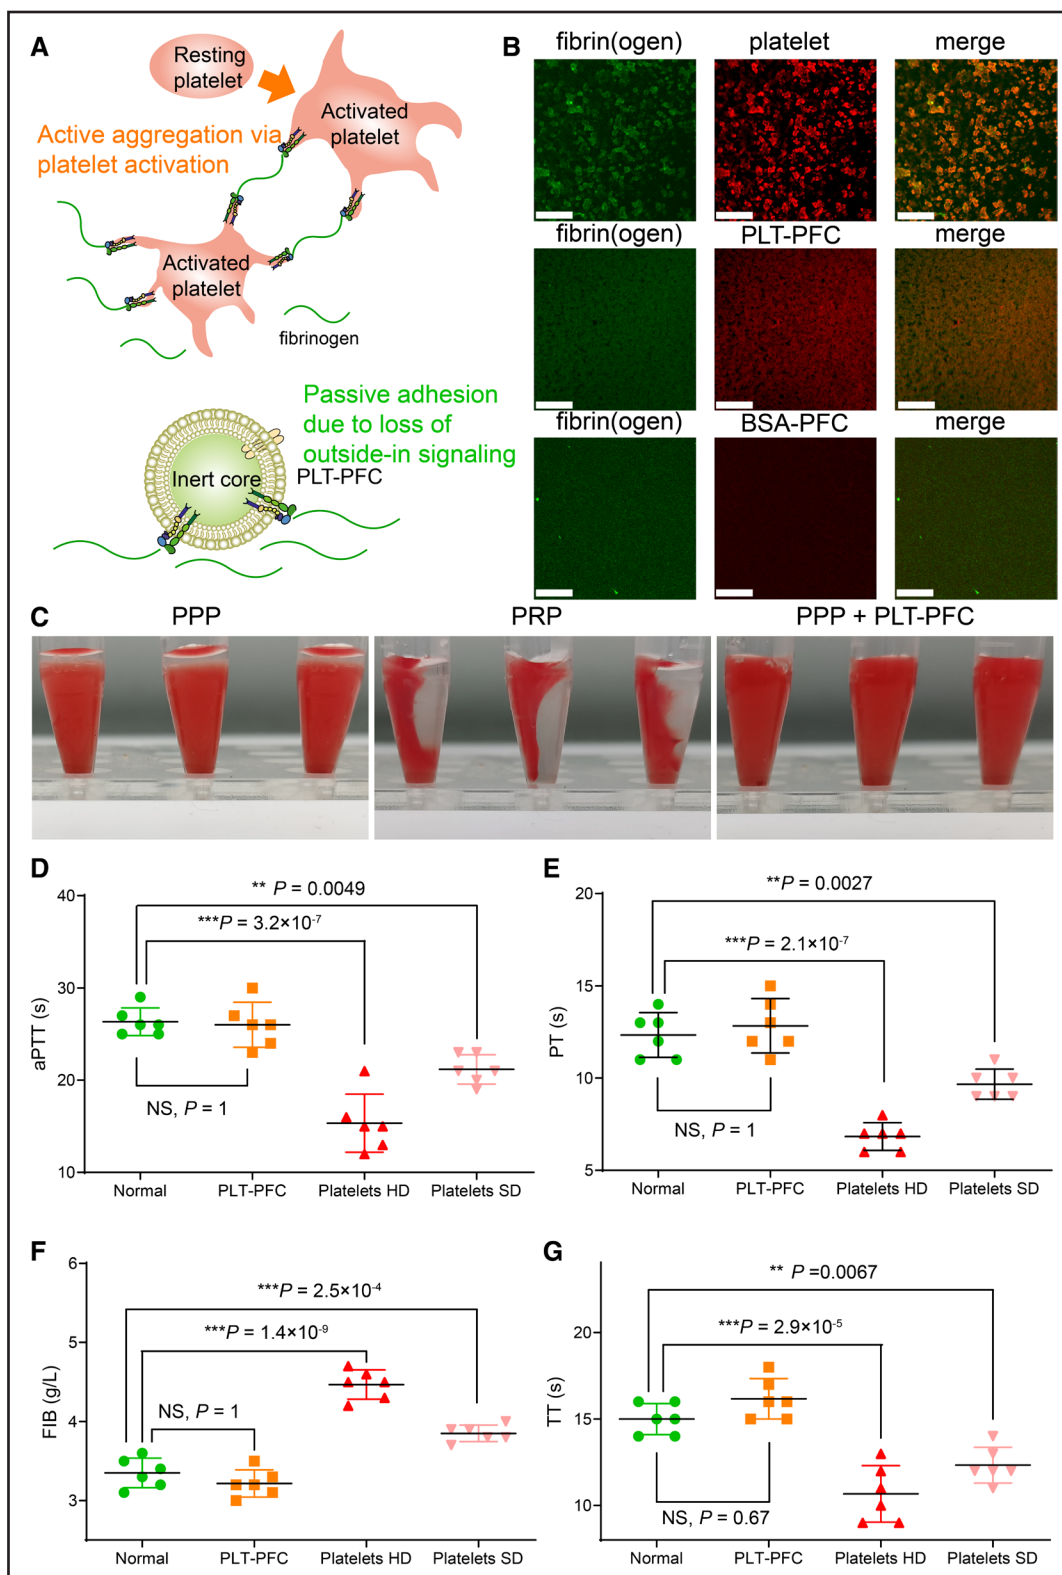 A
Resting
platelet
Activated
platelet
Active aggregation via
platelet activation
Activated
platelet
fibrinogen
Passive adhesion
due to loss of
outside-in signaling
PLT-PFC
Inert core
B
fibrin(ogen) platelet merge
fibrin(ogen) PLT-PFC merge
fibrin(ogen) BSA-PFC merge
C
PPP PRP PPP + PLT-PFC
D
** P = 0.0049
***P = 3.2×10-7
NS, P = 1
aPTT (s)
40
30
20
10
Normal PLT-PFC Platelets HD Platelets SD
E
**P = 0.0027
***P = 2.1×10-7
NS, P = 1
PT (s)
20
15
10
5
Normal PLT-PFC Platelets HD Platelets SD
F
***P = 2.5×10-4
***P = 1.4×10-9
NS, P = 1
FIB (g/L)
6
5
4
3
Normal PLT-PFC Platelets HD Platelets SD
G
** P =0.0067
***P = 2.9×10-5
NS, P = 0.67
TT (s)
20
15
10
Normal PLT-PFC Platelets HD Platelets SD